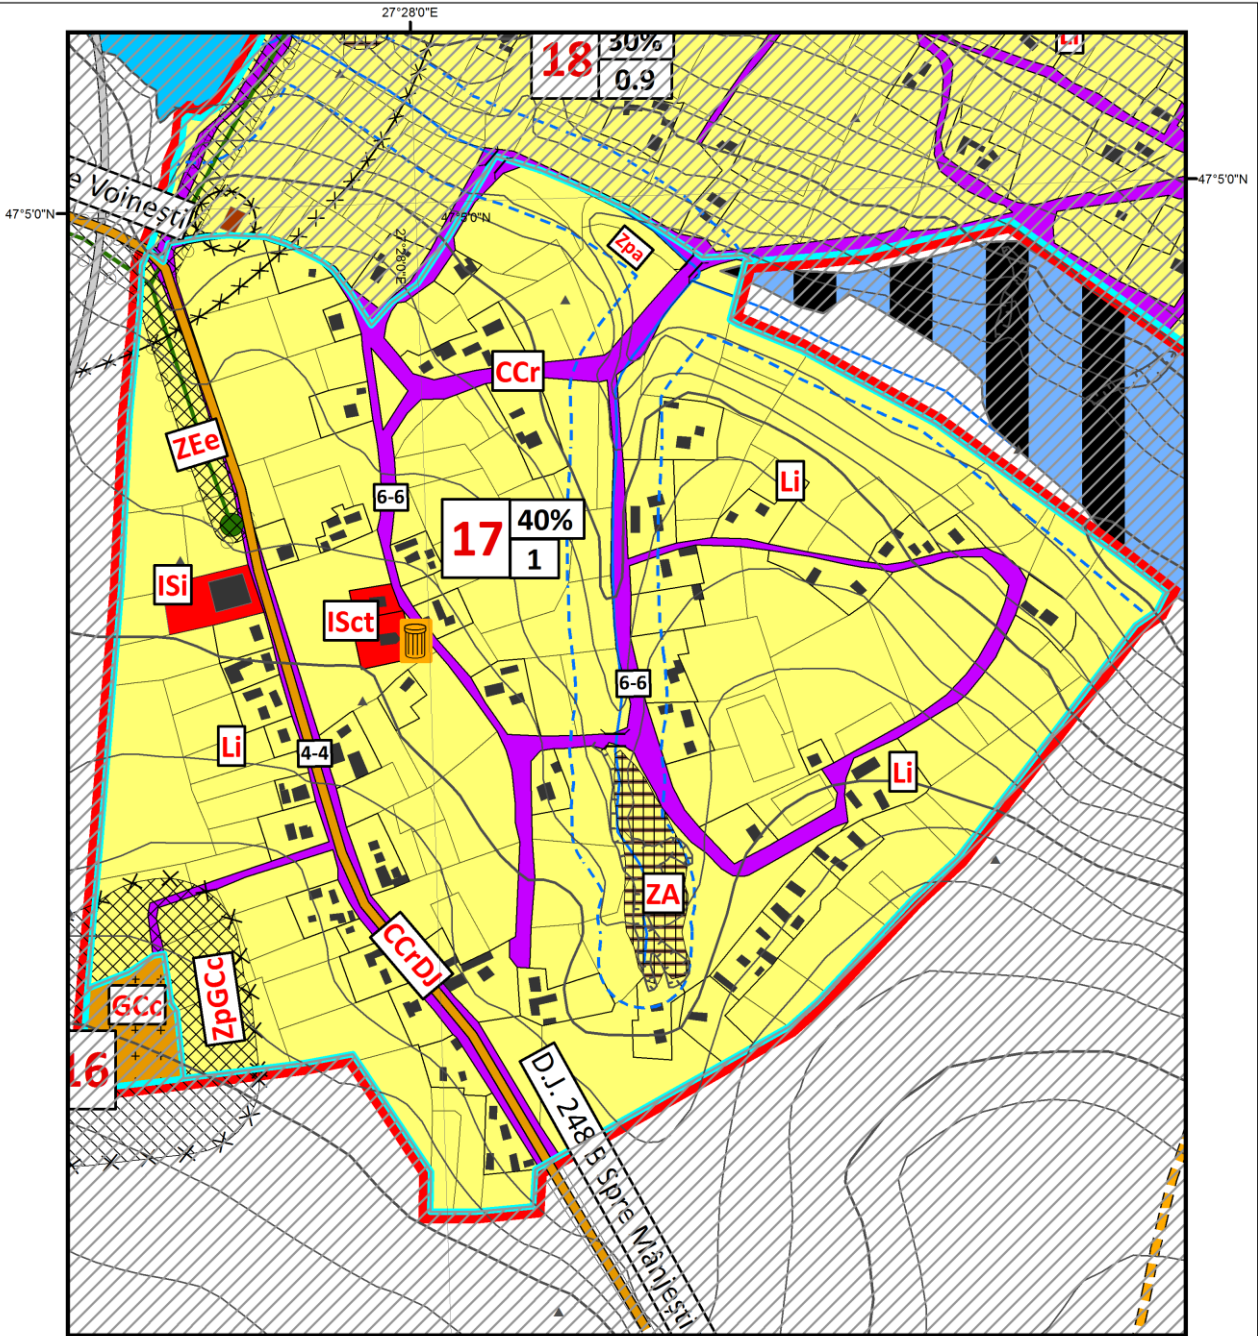 27°28'0"E
18
30%
0.9
Li
47°5'0"N
47°5'0"N
e Voinești
47°5'0"N
27°28'0"E
Zpa
CCr
ZEe
Li
6-6
17
40%
1
ISi
ISct
6-6
Li
4-4
Li
ZA
CCrDJ
ZpGCc
GCc
16
D.J. 248 B Spre Mânjești